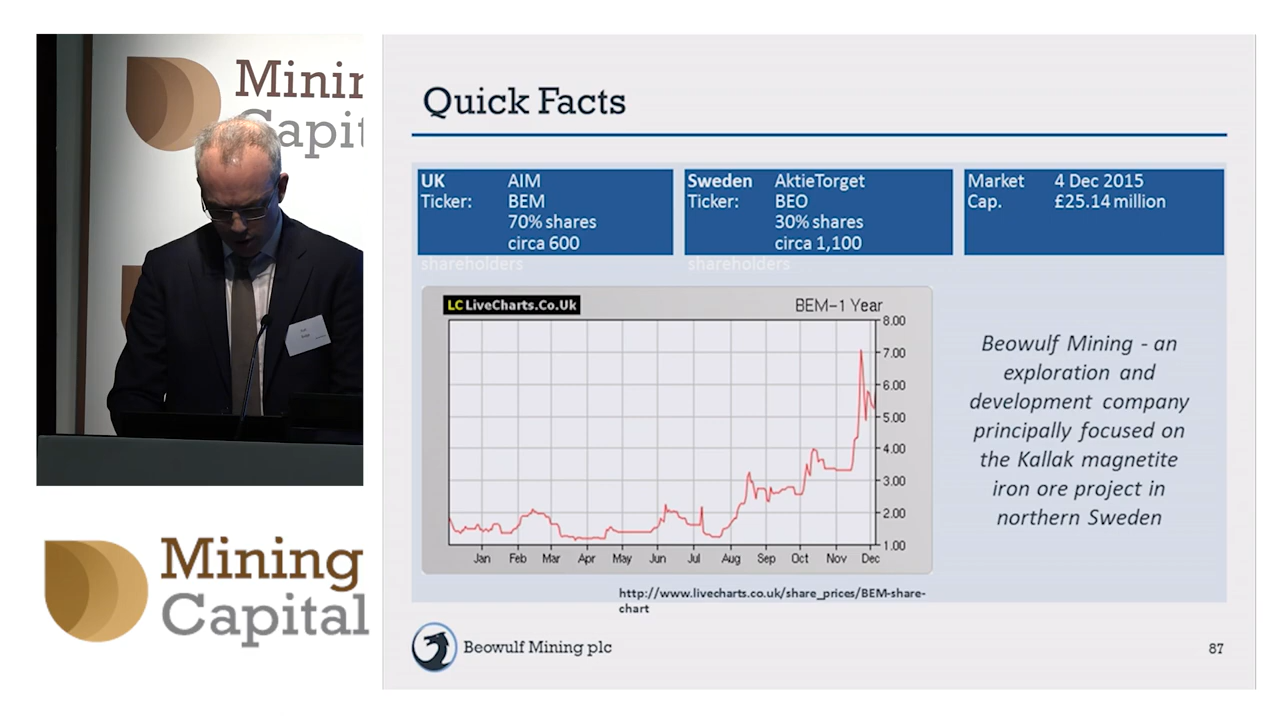 Minin
Capit
Mining
Capital
Quick Facts
UK AIM
Ticker: BEM
70% shares
circa 600
shareholders
Sweden AktieTorget
Ticker: BEO
30% shares
circa 1,100
shareholders
Market 4 Dec 2015
Cap. £25.14 million
LC LiveCharts.Co.Uk
BEM-1 Year
8.00
7.00
6.00
5.00
4.00
3.00
2.00
1.00
Jan Feb Mar Apr May Jun Jul Aug Sep Oct Nov Dec
Beowulf Mining - an
exploration and
development company
principally focused on
the Kallak magnetite
iron ore project in
northern Sweden
http://www.livecharts.co.uk/share_prices/BEM-share-
chart
Beowulf Mining plc
87